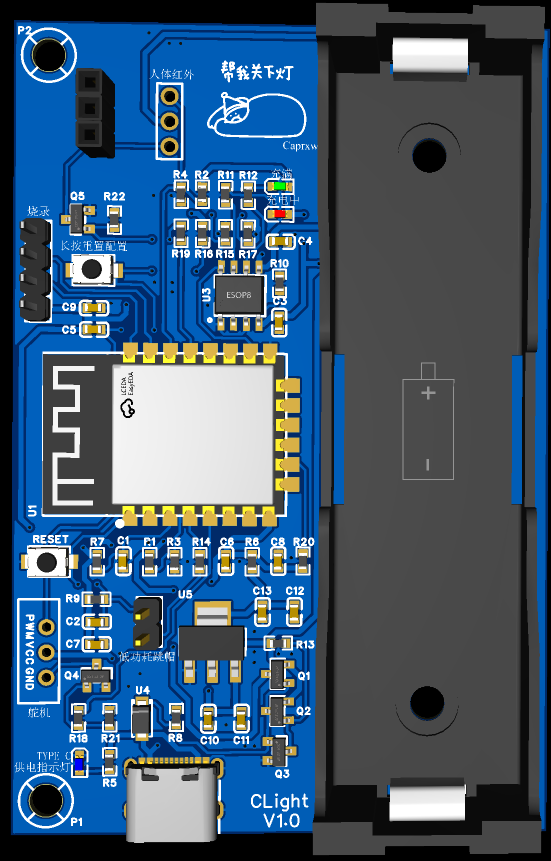 P2
人体红外
帮我关下灯
Caprxw
R4 R2 R11 R12
充满
充电中
Q5 R22
烧录
长按重置配置
R19 R16 R15 R17
C4
R10
U3
ESOP8
C3
C9
C5
LCEDA
EasyEDA
U1
RESET
R7 C1 R1 R3 R14 C6 R6 C8 R20
R9
C2
C7
PWM VCC GND
U5
C13 C12
R13
低功耗跳帽
Q4
Q1
舵机
U4
Q2
R18 R21 R8 C10 C11
TYPE C
供电指示灯
R5
Q3
P1
CLight
V1.0
+
-